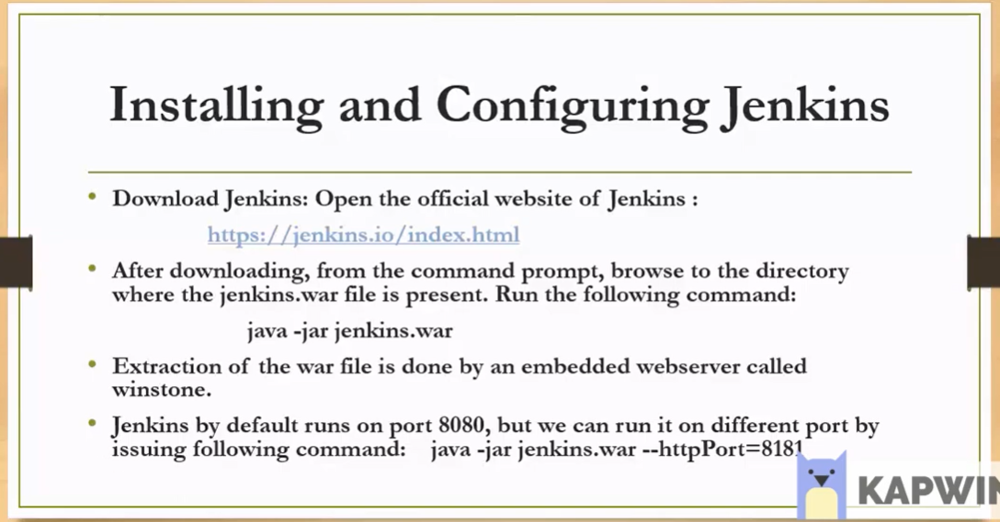 Installing and Configuring Jenkins
• Download Jenkins: Open the official website of Jenkins :
https://jenkins.io/index.html
• After downloading, from the command prompt, browse to the directory
where the jenkins.war file is present. Run the following command:
java -jar jenkins.war
• Extraction of the war file is done by an embedded webserver called
winstone.
• Jenkins by default runs on port 8080, but we can run it on different port by
issuing following command: java -jar jenkins.war --httpPort=8181
KAPWIN